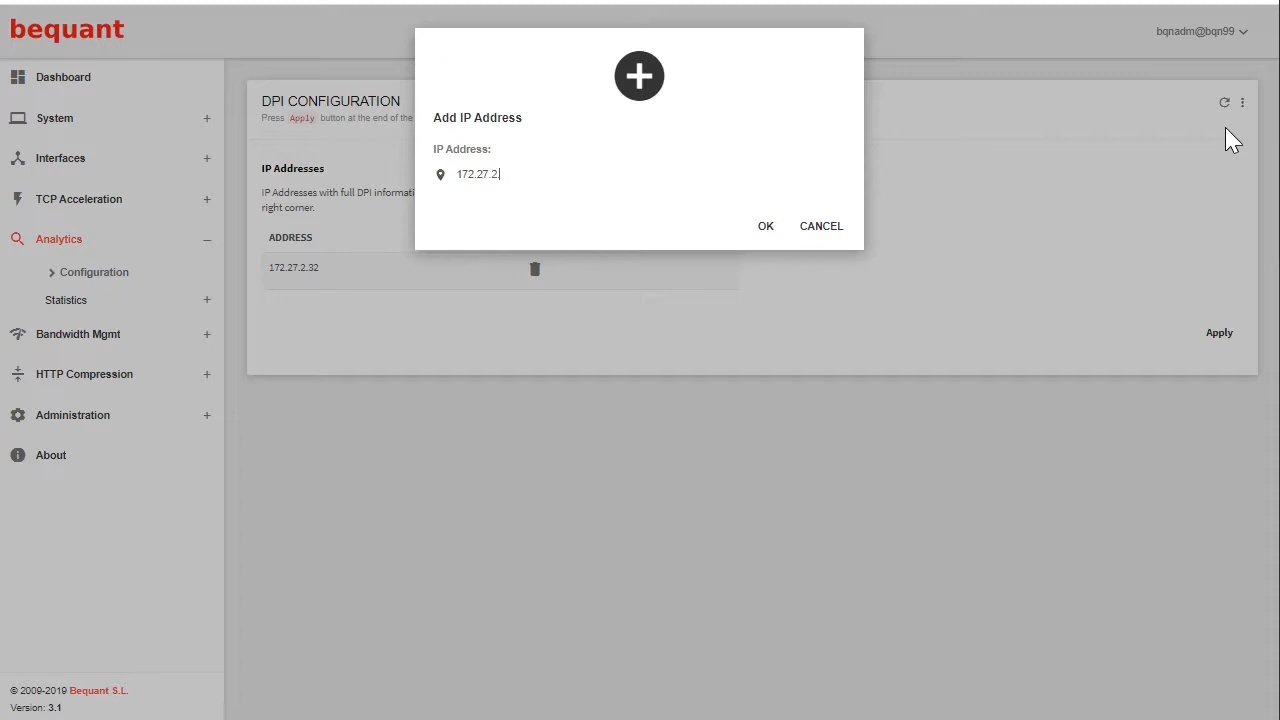 bequant
bqnadm@bqn99
Dashboard
System
Interfaces
TCP Acceleration
Analytics
Configuration
Statistics
Bandwidth Mgmt
HTTP Compression
Administration
About
© 2009-2019 Bequant S.L.
Version: 3.1
DPI CONFIGURATION
Press Apply button at the end of the
IP Addresses
IP Addresses with full DPI informati
right corner.
ADDRESS
172.27.2.32
Apply
Add IP Address
IP Address:
172.27.2
OK CANCEL